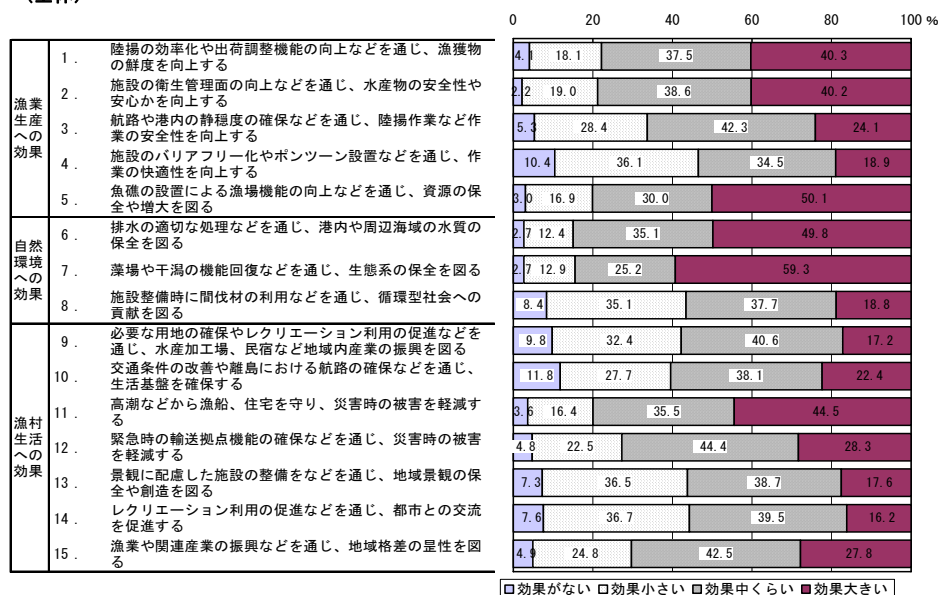 0 20 40 60 80 100 %
漁業
生産
への
効果
1. 陸揚の効率化や出荷調整機能の向上などを通じ、漁獲物
の鮮度を向上する
4.1 18.1 37.5 40.3
2. 施設の衛生管理面の向上などを通じ、水産物の安全性や
安心かを向上する
2.2 19.0 38.6 40.2
3. 航路や港内の静穏度の確保などを通じ、陸揚作業など作
業の安全性を向上する
5.3 28.4 42.3 24.1
4. 施設のバリアフリー化やポンツーン設置などを通じ、作
業の快適性を向上する
10.4 36.1 34.5 18.9
5. 魚礁の設置による漁場機能の向上などを通じ、資源の保
全や増大を図る
3.0 16.9 30.0 50.1
自然
環境
への
効果
6. 排水の適切な処理などを通じ、港内や周辺海域の水質の
保全を図る
2.7 12.4 35.1 49.8
7. 藻場や干潟の機能回復などを通じ、生態系の保全を図る
2.7 12.9 25.2 59.3
8. 施設整備時に間伐材の利用などを通じ、循環型社会への
貢献を図る
8.4 35.1 37.7 18.8
漁村
生活
への
効果
9. 必要な用地の確保やレクリエーション利用の促進などを
通じ、水産加工場、民宿など地域内産業の振興を図る
9.8 32.4 40.6 17.2
10. 交通条件の改善や離島における航路の確保などを通じ、
生活基盤を確保する
11.8 27.7 38.1 22.4
11. 高潮などから漁船、住宅を守り、災害時の被害を軽減す
る
3.6 16.4 35.5 44.5
12. 緊急時の輸送拠点機能の確保などを通じ、災害時の被害
を軽減する
4.8 22.5 44.4 28.3
13. 景観に配慮した施設の整備をなどを通じ、地域景観の保
全や創造を図る
7.3 36.5 38.7 17.6
14. レクリエーション利用の促進などを通じ、都市との交流
を促進する
7.6 36.7 39.5 16.2
15. 漁業や関連産業の振興などを通じ、地域格差の是性を図
る
4.9 24.8 42.5 27.8
効果がない 効果小さい 効果中くらい 効果大きい